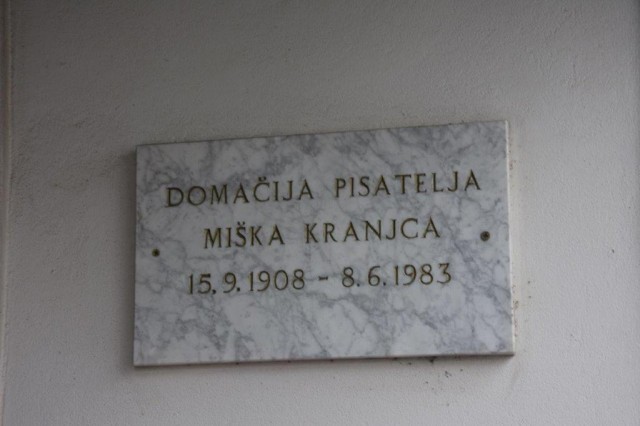 DOMAČIJA PISATELJA
MIŠKA KRANJCA
15.9.1908 - 8.6.1983